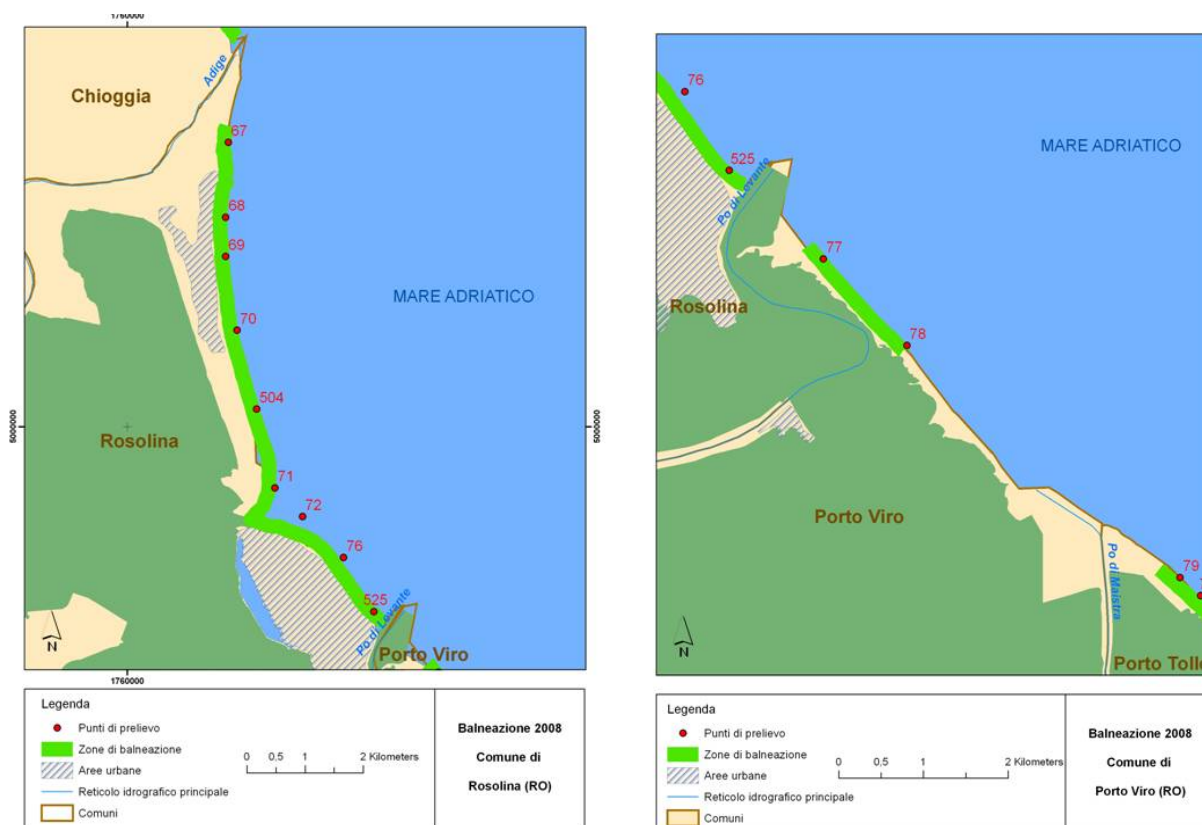 1760000
Chioggia
Adige
67
68
69
MARE ADRIATICO
70
504
5000000
5000000
Rosolina
71
72
76
525
Po di Levante
Porto Viro
N
1760000
Legenda
Punti di prelievo
Zone di balneazione
Aree urbane
Reticolo idrografico principale
Comuni
0 0,5 1 2 Kilometers
Balneazione 2008
Comune di
Rosolina (RO)
76
MARE ADRIATICO
525
Po di Levante
77
Rosolina
78
Porto Viro
Po di Maistra
79
N
Porto Tolle
Legenda
Punti di prelievo
Zone di balneazione
Aree urbane
Reticolo idrografico principale
Comuni
0 0,5 1 2 Kilometers
Balneazione 2008
Comune di
Porto Viro (RO)